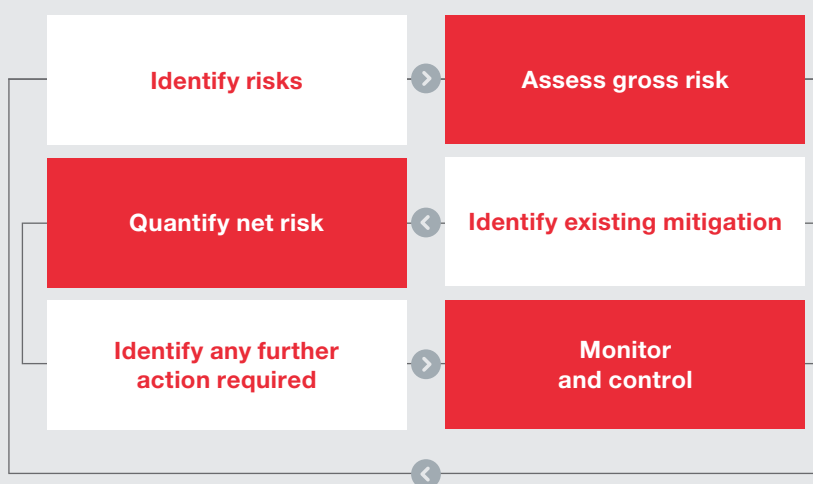 Identify risks
Assess gross risk
Quantify net risk
Identify existing mitigation
Identify any further
action required
Monitor
and control